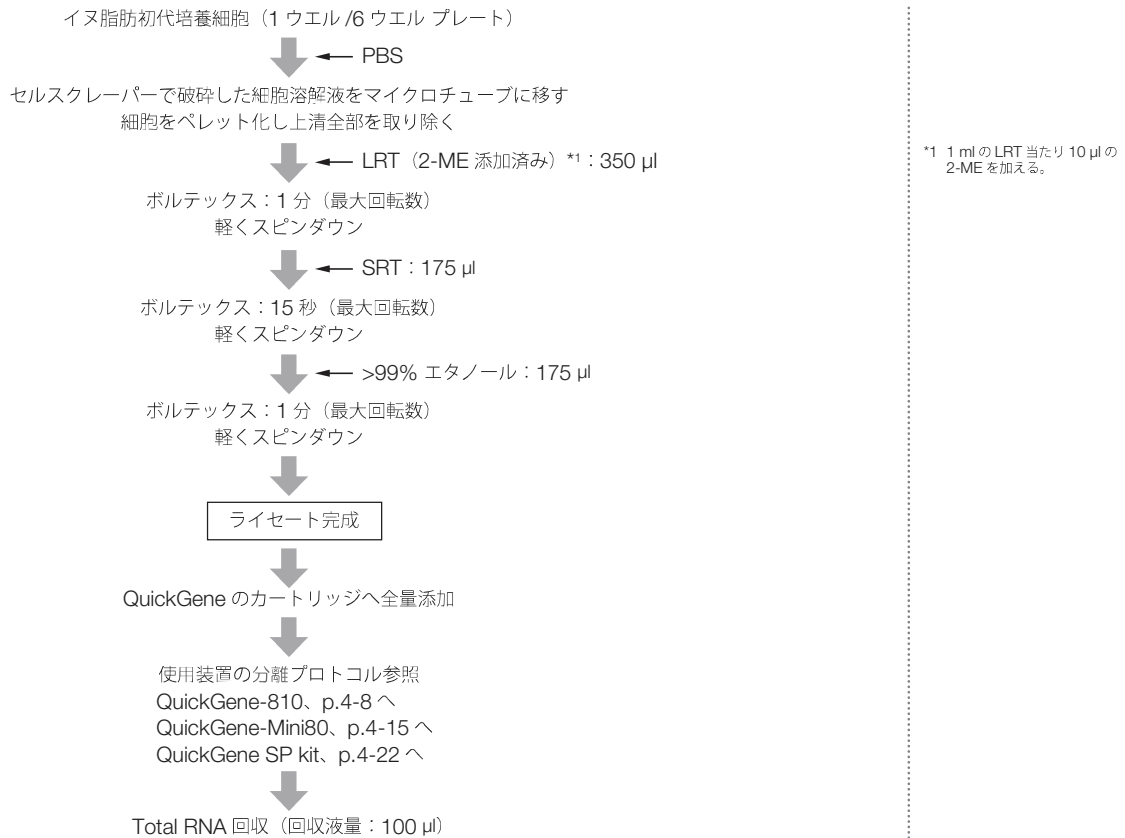 イヌ脂肪初代培養細胞（1 ウエル /6 ウエル プレート）
PBS
セルスクレーパーで破砕した細胞溶解液をマイクロチューブに移す
細胞をペレット化し上清全部を取り除く
LRT（2-ME 添加済み）*1：350 µl
ボルテックス：1 分（最大回転数）
軽くスピンダウン
SRT：175 µl
ボルテックス：15 秒（最大回転数）
軽くスピンダウン
>99% エタノール：175 µl
ボルテックス：1 分（最大回転数）
軽くスピンダウン
ライセート完成
QuickGene のカートリッジへ全量添加
使用装置の分離プロトコル参照
QuickGene-810、p.4-8 へ
QuickGene-Mini80、p.4-15 へ
QuickGene SP kit、p.4-22 へ
Total RNA 回収（回収液量：100 µl）
*1 1 ml の LRT 当たり 10 µl の
2-ME を加える。